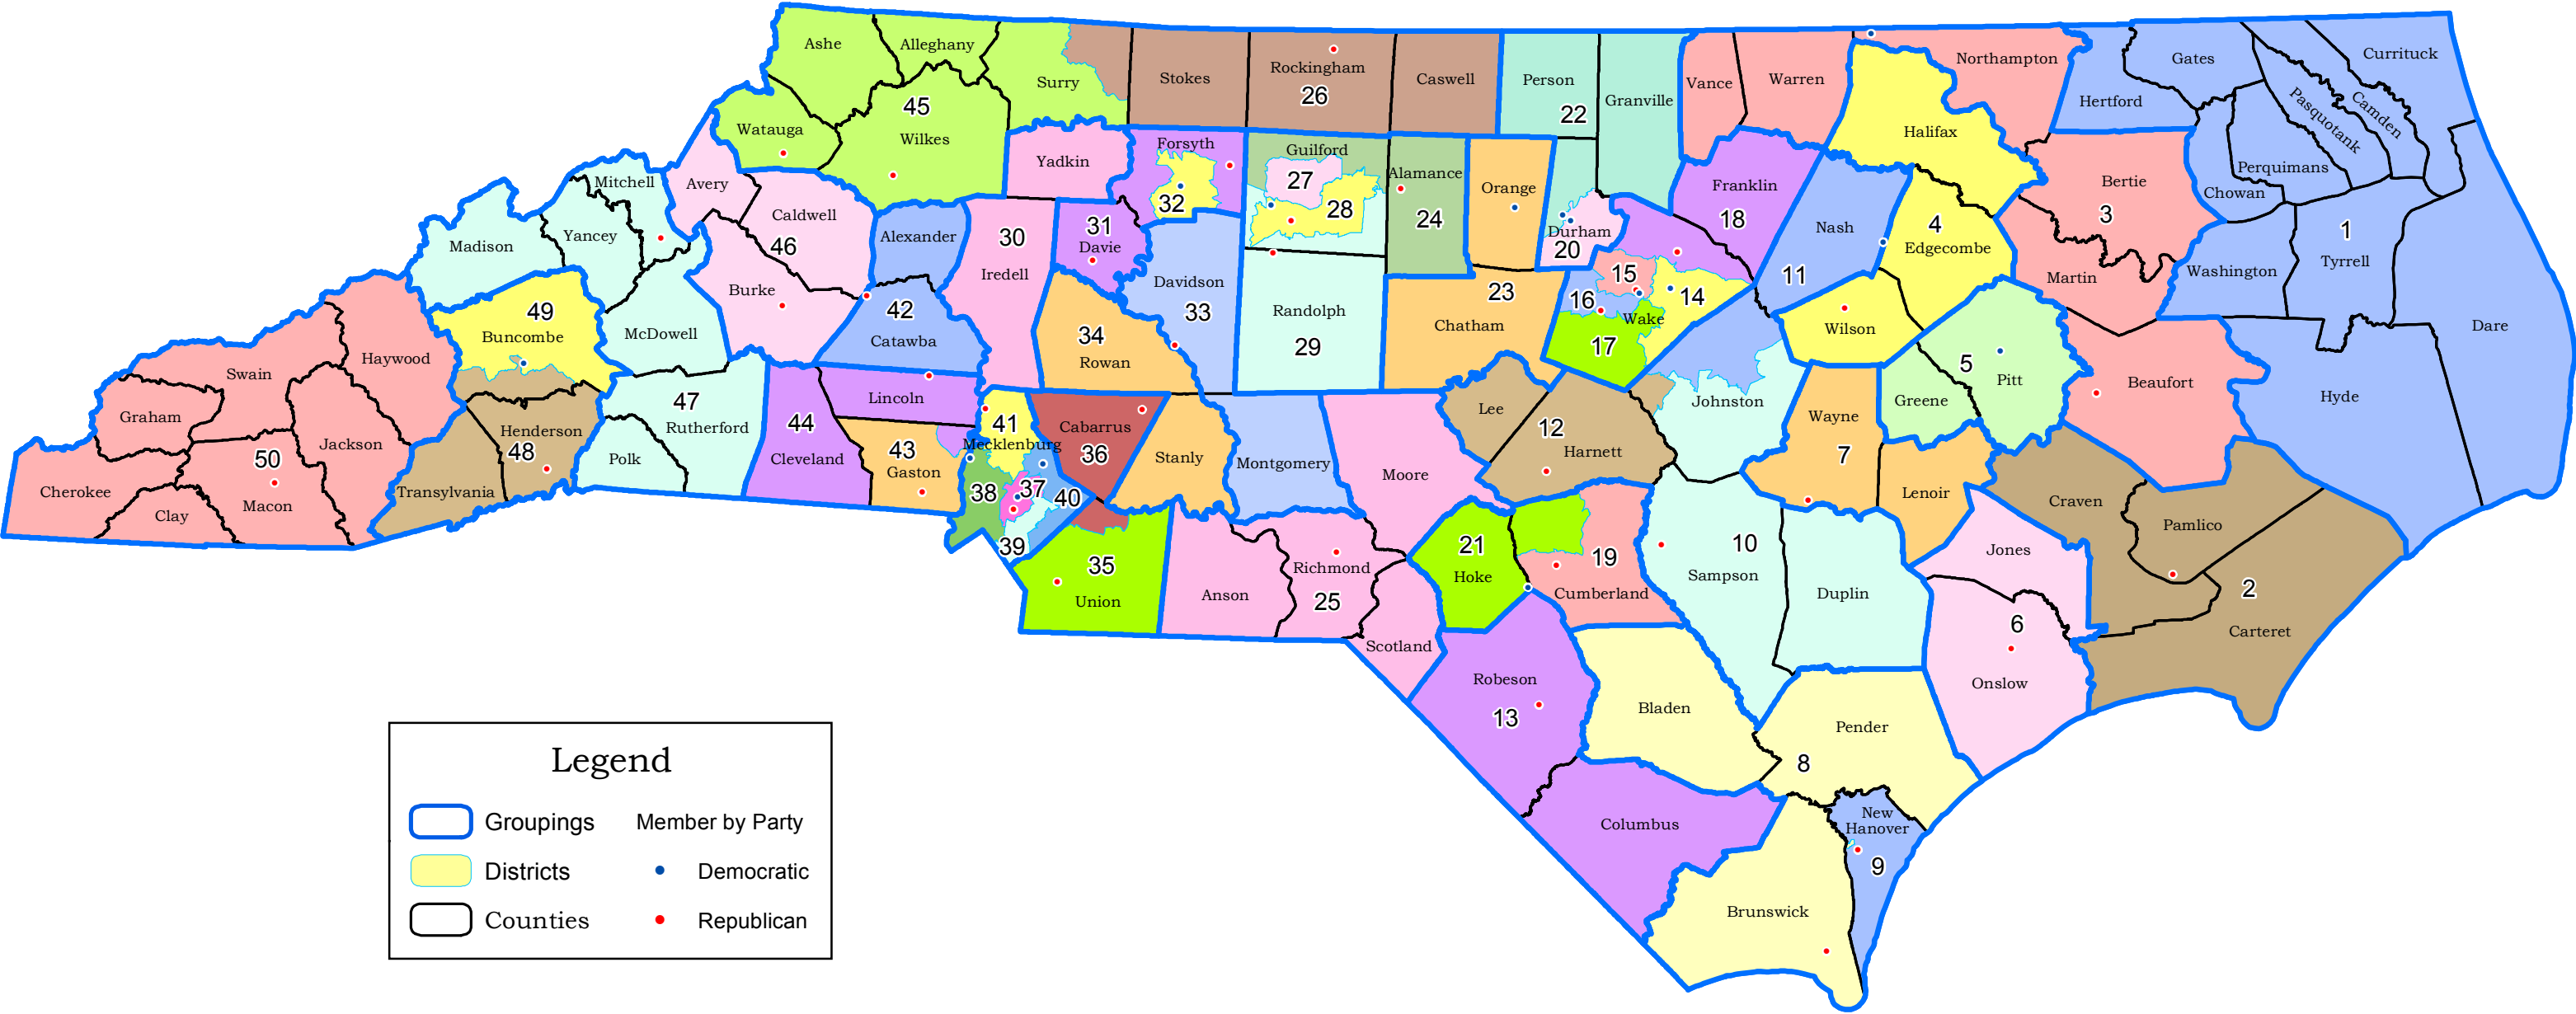 Ashe
Alleghany
Surry
Stokes
Rockingham
26
Caswell
Person
22
Granville
Vance
Warren
Northampton
Halifax
Hertford
Gates
Currituck
Camden
Pasquotank
Perquimans
Chowan
Watauga
45
Wilkes
Yadkin
Forsyth
32
Guilford
27
28
Alamance
24
Orange
Durham
20
Franklin
18
Nash
11
4
Edgecombe
Bertie
3
Martin
Washington
1
Tyrrell
Dare
Mitchell
Avery
Caldwell
46
Alexander
30
Iredell
31
Davie
Davidson
33
Randolph
29
23
Chatham
15
16
14
Wake
17
Wilson
Madison
Yancey
Burke
McDowell
42
Catawba
34
Rowan
49
Buncombe
Haywood
Swain
Graham
Jackson
Cherokee
Clay
50
Macon
Transylvania
Henderson
48
47
Rutherford
Polk
44
Cleveland
Lincoln
43
Gaston
41
Mecklenburg
38
37
40
39
Cabarrus
36
Stanly
Montgomery
Moore
Lee
12
Harnett
Johnston
Wayne
7
5
Pitt
Greene
Beaufort
Hyde
Lenoir
Craven
Pamlico
2
Carteret
Jones
6
Onslow
35
Union
Anson
Richmond
25
Scotland
21
Hoke
19
Cumberland
10
Sampson
Duplin
Robeson
13
Bladen
Pender
8
Columbus
New
Hanover
9
Brunswick
Legend
Groupings
Member by Party
Districts
Democratic
Counties
Republican